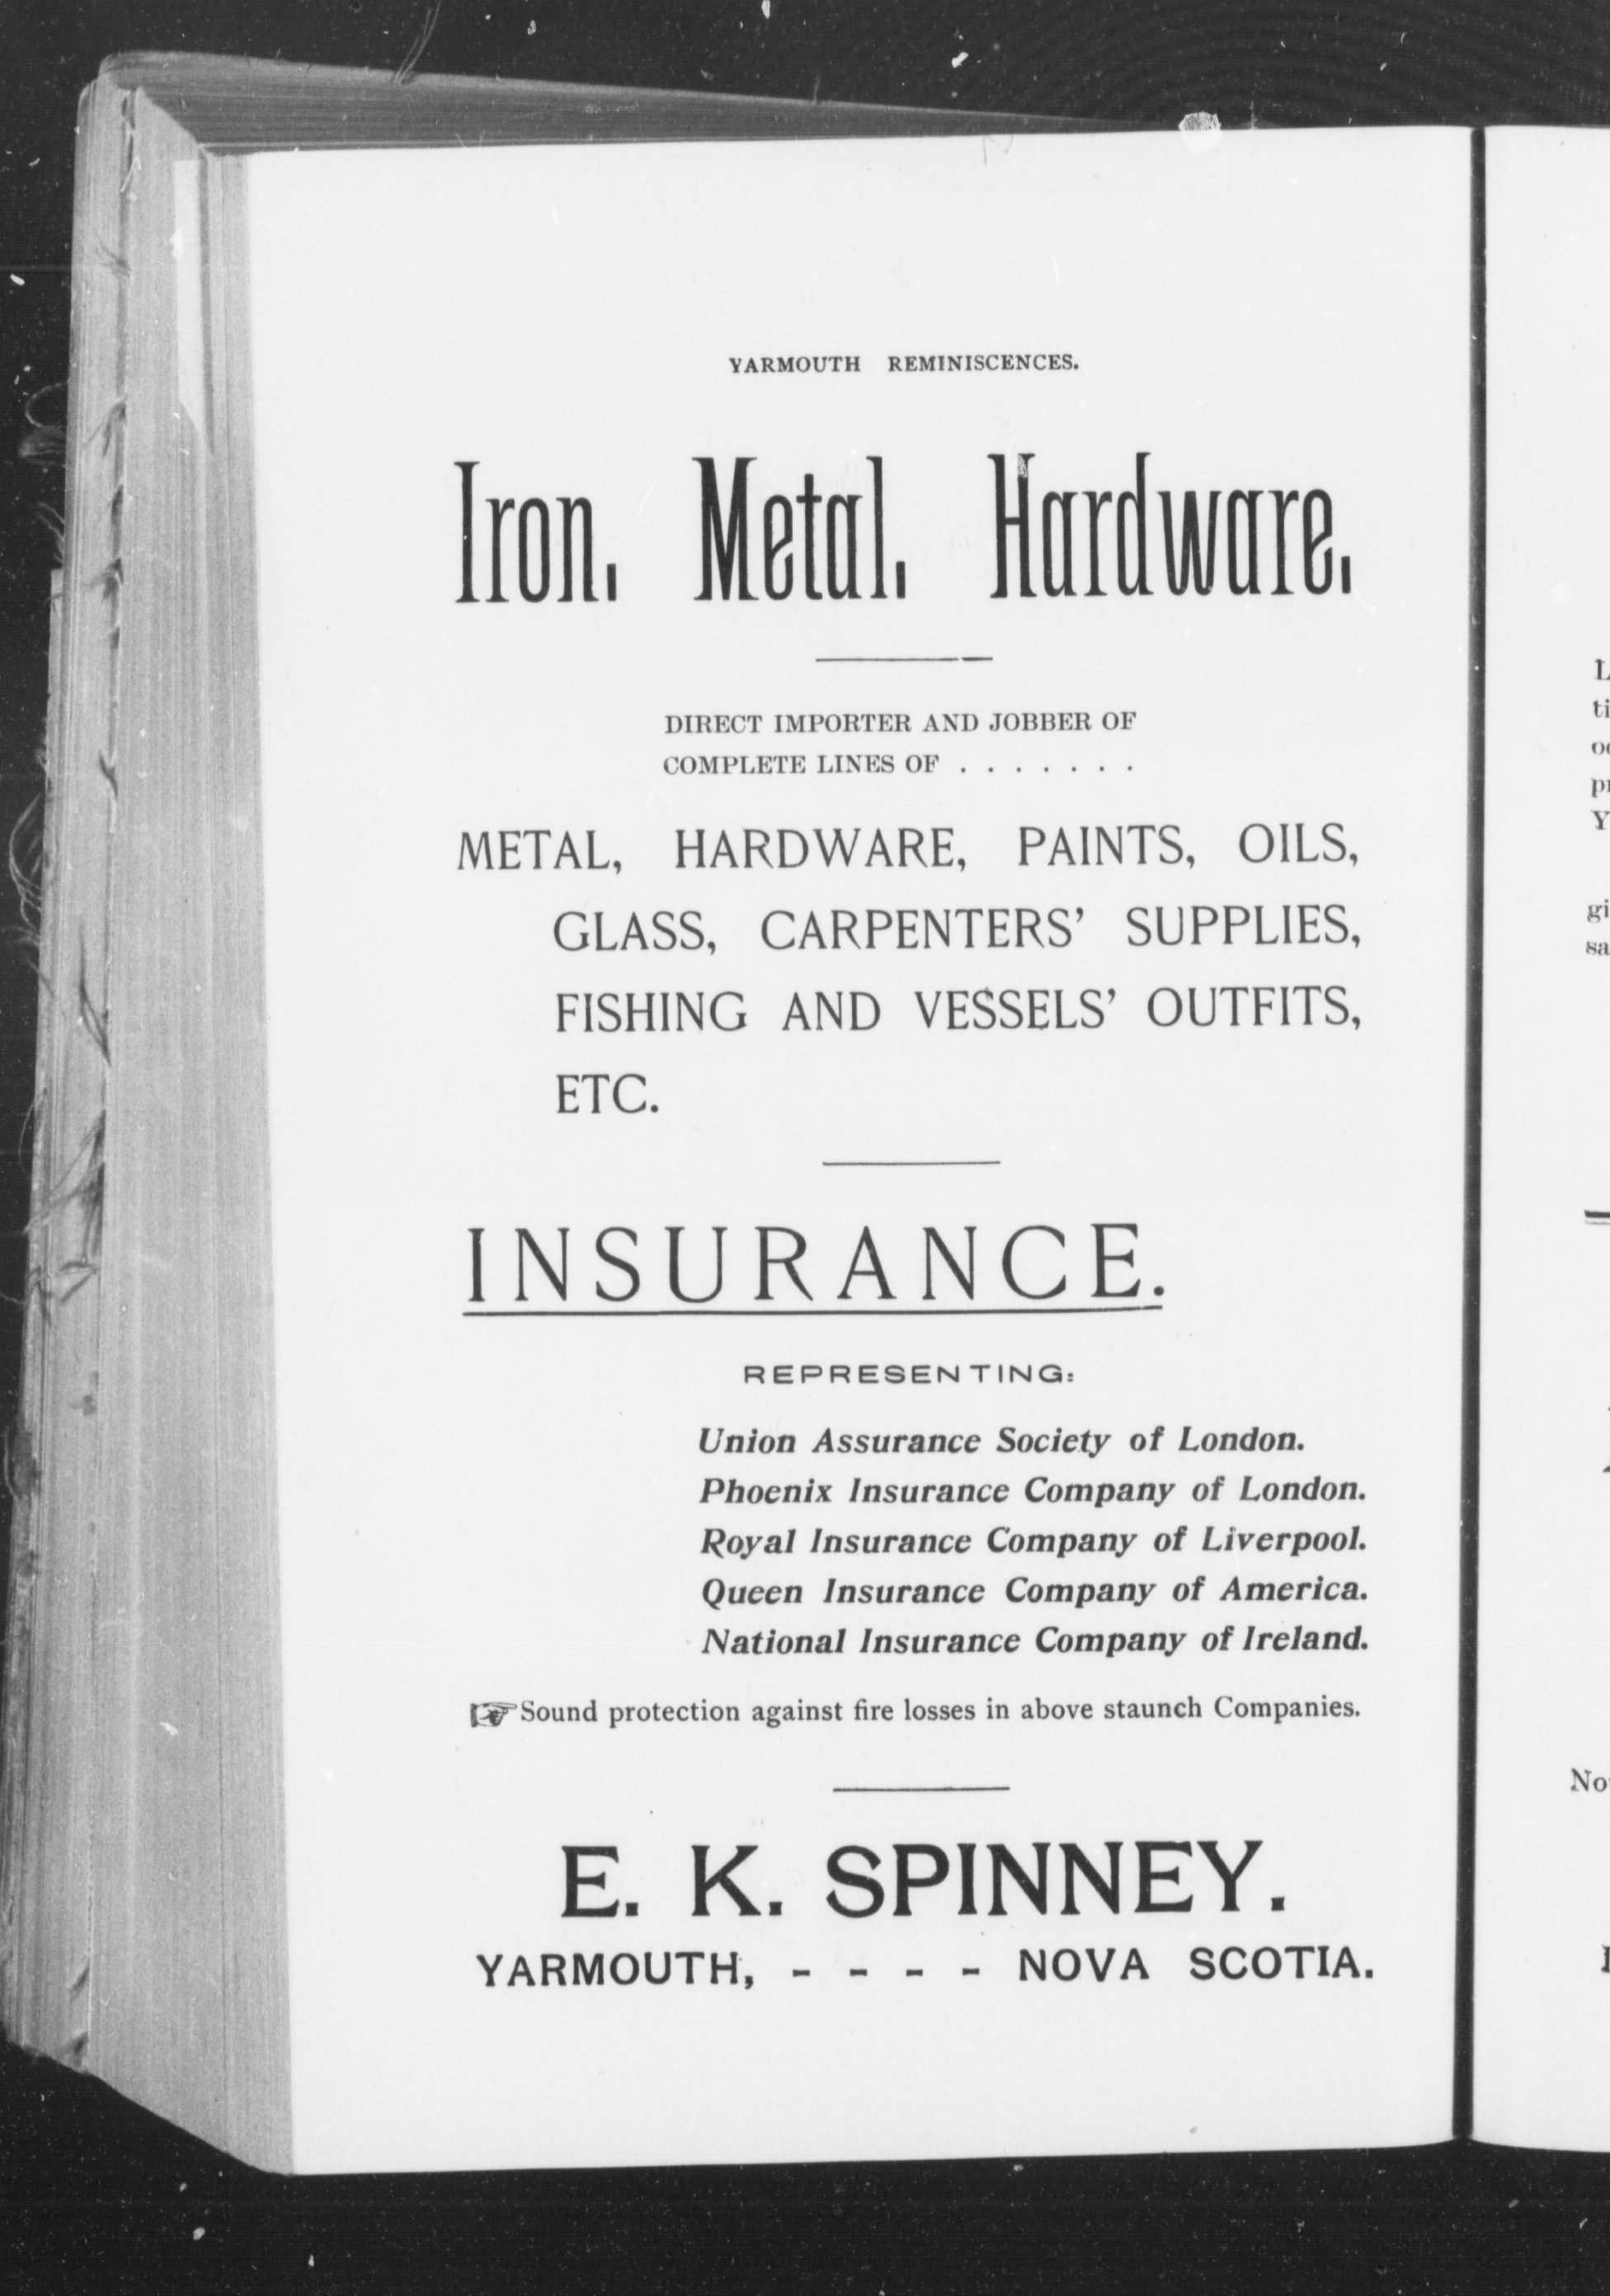 YARMOUTH REMINISCENCES.
Iron. Metal. Hardware.
DIRECT IMPORTER AND JOBBER OF
COMPLETE LINES OF . . . . . . .
METAL, HARDWARE, PAINTS, OILS,
GLASS, CARPENTERS' SUPPLIES,
FISHING AND VESSELS' OUTFITS,
ETC.
INSURANCE.
REPRESENTING:
Union Assurance Society of London.
Phoenix Insurance Company of London.
Royal Insurance Company of Liverpool.
Queen Insurance Company of America.
National Insurance Company of Ireland.
☞ Sound protection against fire losses in above staunch Companies.
E. K. SPINNEY.
YARMOUTH, - - - - NOVA SCOTIA.